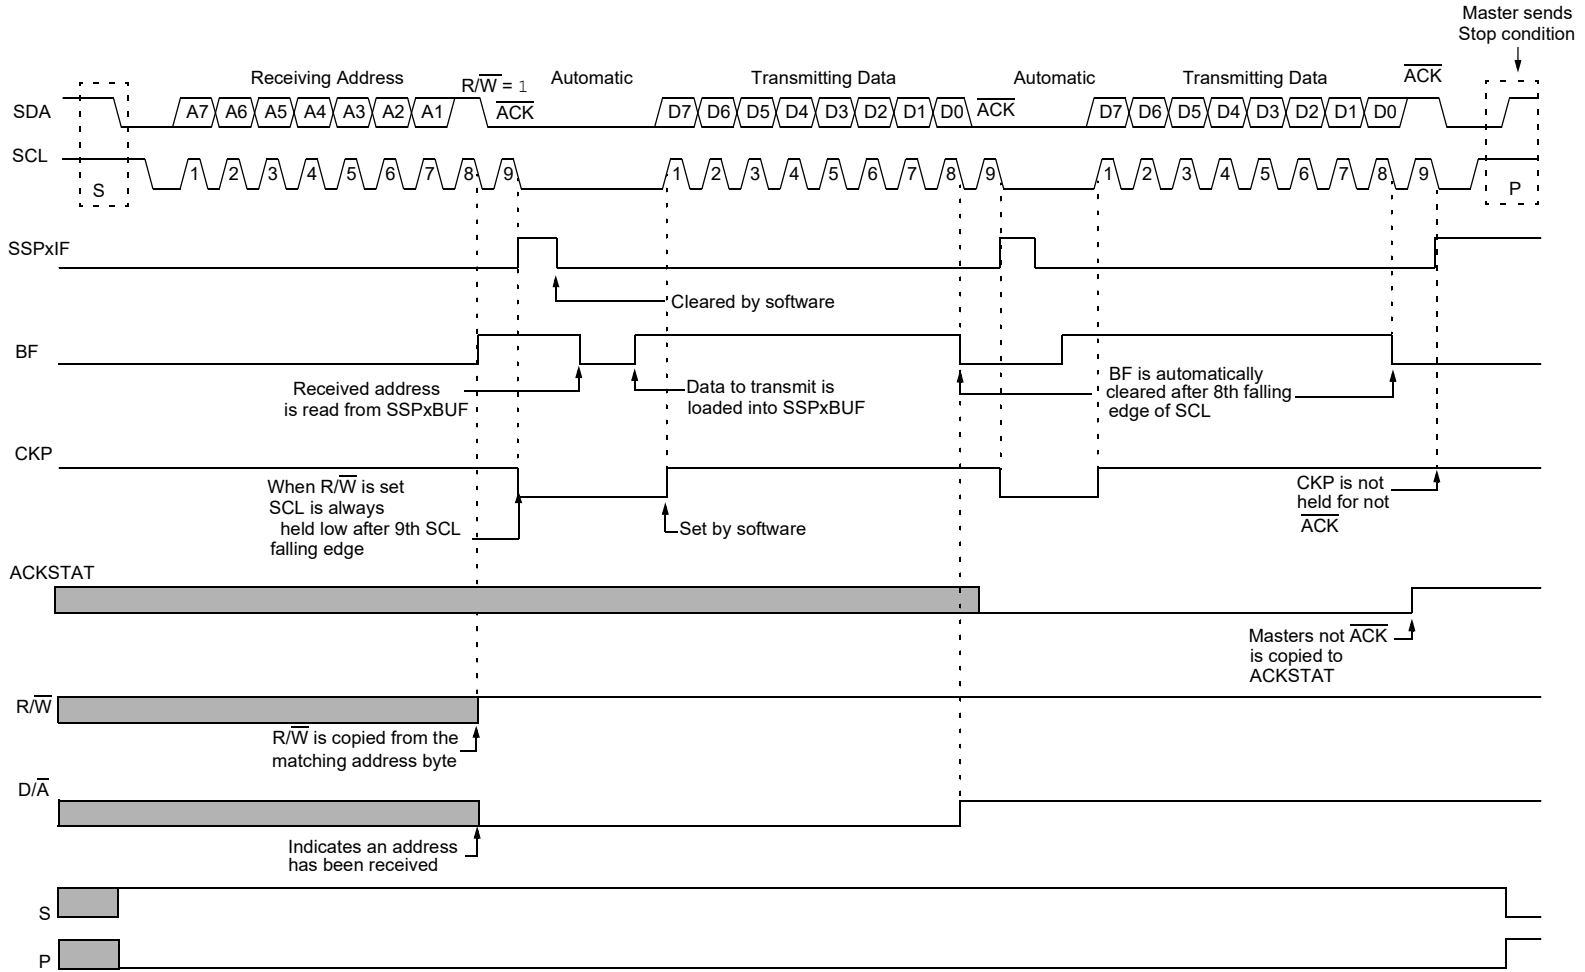 Master sends
Stop condition
Receiving Address
R/W̅ = 1
Automatic
Transmitting Data
Automatic
Transmitting Data
A̅C̅K̅
SDA
A7 A6 A5 A4 A3 A2 A1
A̅C̅K̅
D7 D6 D5 D4 D3 D2 D1 D0
A̅C̅K̅
D7 D6 D5 D4 D3 D2 D1 D0
SCL
S
1 2 3 4 5 6 7 8 9
1 2 3 4 5 6 7 8 9
1 2 3 4 5 6 7 8 9
P
SSPxIF
Cleared by software
BF
Received address
is read from SSPxBUF
Data to transmit is
loaded into SSPxBUF
BF is automatically
cleared after 8th falling
edge of SCL
CKP
When R/W̅ is set
SCL is always
held low after 9th SCL
falling edge
Set by software
CKP is not
held for not
A̅C̅K̅
ACKSTAT
Masters not A̅C̅K̅
is copied to
ACKSTAT
R/W̅
R/W̅ is copied from the
matching address byte
D/A̅
Indicates an address
has been received
S
P